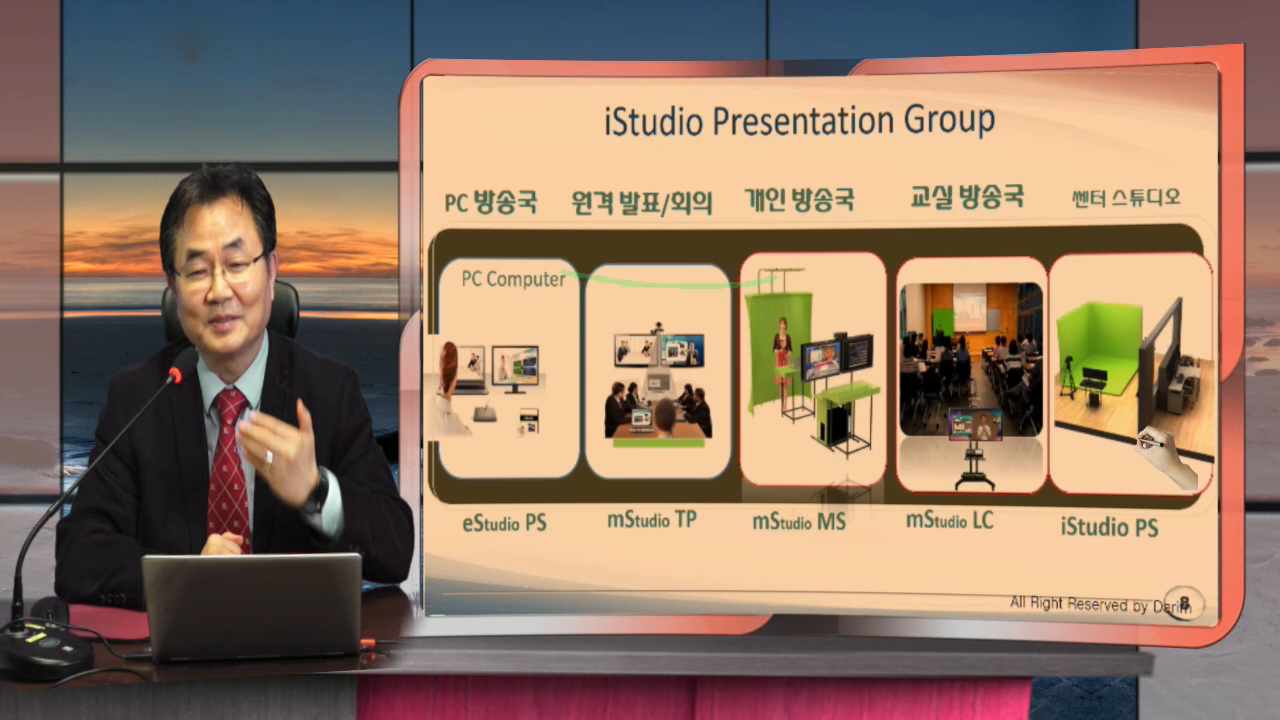 iStudio Presentation Group
PC 방송국 원격 발표/회의 개인 방송국 교실 방송국 쎈터 스튜디오
PC Computer
eStudio PS mStudio TP mStudio MS mStudio LC iStudio PS
All Right Reserved by Darim
8